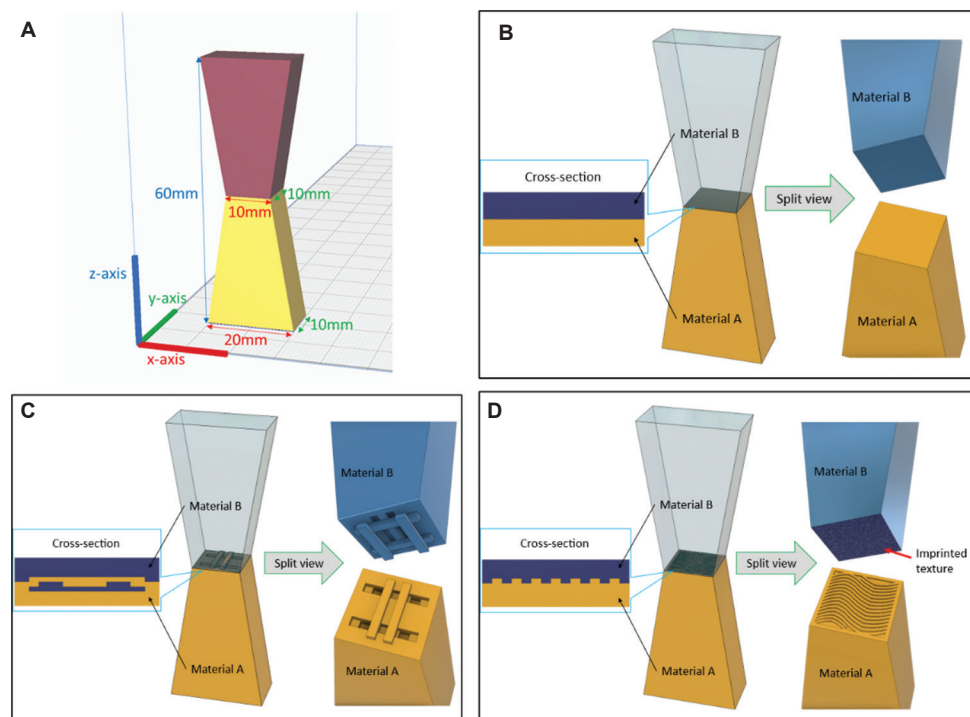 A
60mm
10mm
10mm
z-axis
y-axis
x-axis
20mm
10mm
B
Material B
Material B
Cross-section
Split view
Material A
Material A
C
Material B
Material B
Cross-section
Split view
Material A
Material A
D
Material B
Material B
Cross-section
Split view
Imprinted
texture
Material A
Material A